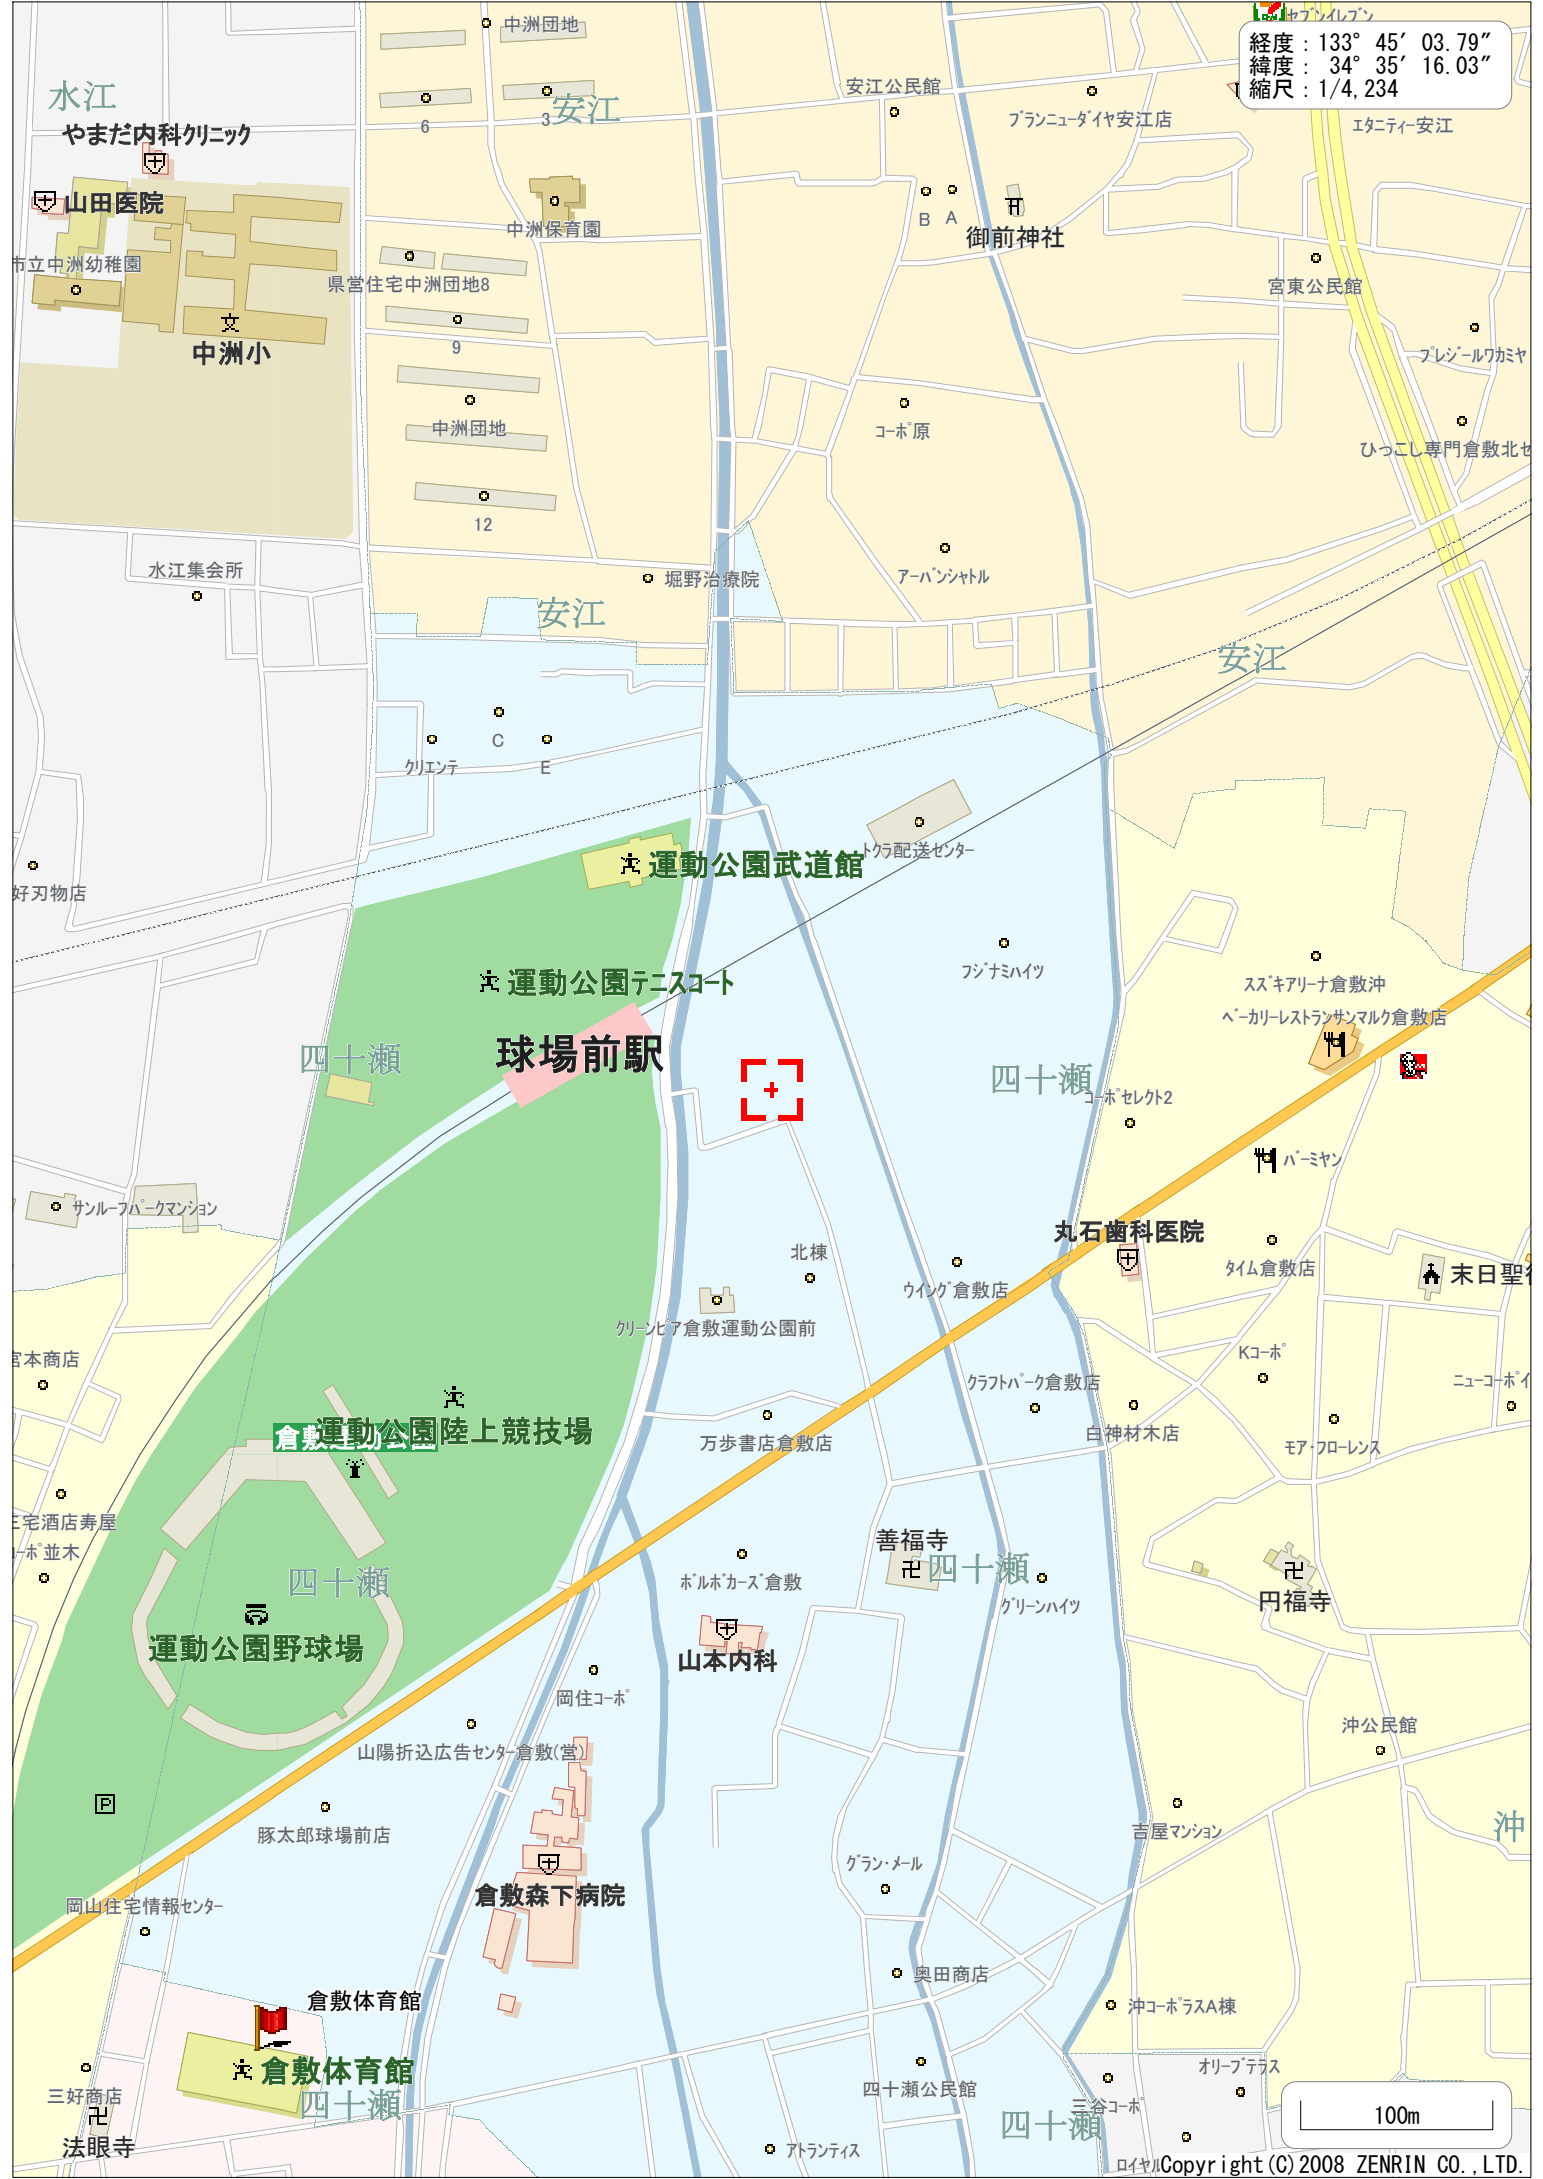 セブンイレブン
経度：133° 45′ 03.79″
緯度： 34° 35′ 16.03″
縮尺：1/4,234
中洲団地
水江
安江公民館
ブランニューダイヤ安江店
エタニティー安江
6
3
安江
やまだ内科クリニック
山田医院
B
A
中洲保育園
御前神社
市立中洲幼稚園
県営住宅中洲団地8
宮東公民館
中洲小
9
プレジールワカミヤ
中洲団地
コーポ原
ひっこし専門倉敷北セ
12
水江集会所
堀野治療院
アーバンシャトル
安江
安江
C
クリエンテ
E
運動公園武道館
トクラ配送センター
好刃物店
運動公園テニスコート
フジナミハイツ
スズキアリーナ倉敷沖
ベーカリーレストランサンマルク倉敷店
球場前駅
四十瀬
四十瀬
コーポセレクト2
バーミヤン
サンルーフパークマンション
丸石歯科医院
北棟
ウイング倉敷店
タイム倉敷店
末日聖徒
クリーンピア倉敷運動公園前
宮本商店
Kコーポ
クラフトパーク倉敷店
ニューコーポイ
倉敷運動公園
運動公園陸上競技場
万歩書店倉敷店
白神材木店
モア・フローレンス
三宅酒店寿屋
コーポ並木
善福寺
四十瀬
四十瀬
ボルボカーズ倉敷
グリーンハイツ
円福寺
運動公園野球場
山本内科
岡住コーポ
沖公民館
山陽折込広告センター倉敷(営)
P
豚太郎球場前店
吉屋マンション
沖
グラン・メール
倉敷森下病院
岡山住宅情報センター
奥田商店
倉敷体育館
沖コーポラスA棟
倉敷体育館
オリーブテラス
三好商店
四十瀬
四十瀬公民館
三谷コーポ
四十瀬
100m
法眼寺
アトランティス
ロイヤル
Copyright(C)2008 ZENRIN CO.,LTD.